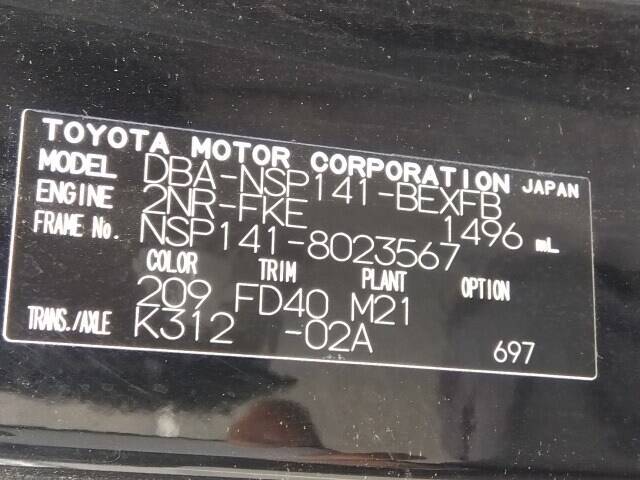 TOYOTA MOTOR CORPORATION JAPAN
MODEL DBA-NSP141-BEXFB
ENGINE 2NR-FKE 1496 mL
FRAME No. NSP141-8023567
COLOR TRIM PLANT OPTION
209 FD40 M21
TRANS./AXLE K312 -02A 697